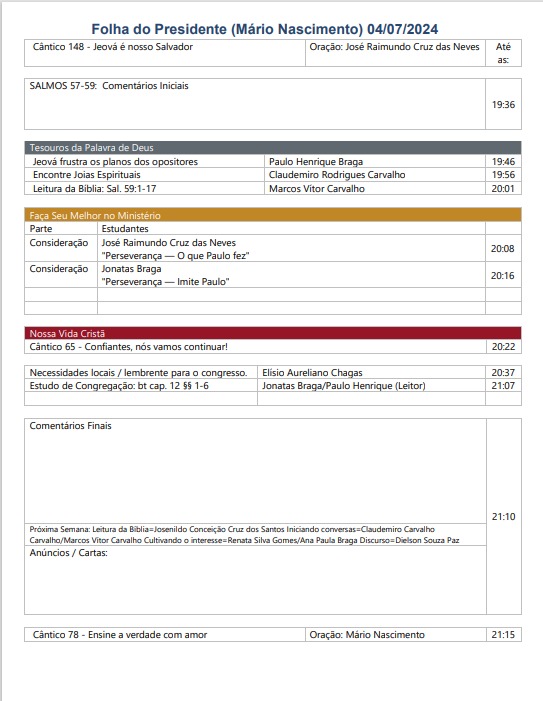 Folha do Presidente (Mário Nascimento) 04/07/2024
Cântico 148 - Jeová é nosso Salvador Oração: José Raimundo Cruz das Neves Até as:
SALMOS 57-59: Comentários Iniciais 19:36
Tesouros da Palavra de Deus
Jeová frustra os planos dos opositores Paulo Henrique Braga 19:46
Encontre Joias Espirituais Claudemiro Rodrigues Carvalho 19:56
Leitura da Bíblia: Sal. 59:1-17 Marcos Vitor Carvalho 20:01
Faça Seu Melhor no Ministério
Parte Estudantes
Consideração José Raimundo Cruz das Neves
"Perseverança — O que Paulo fez" 20:08
Consideração Jonatas Braga
"Perseverança — Imite Paulo" 20:16
Nossa Vida Cristã
Cântico 65 - Confiantes, nós vamos continuar! 20:22
Necessidades locais / lembrente para o congresso. Elísio Aureliano Chagas 20:37
Estudo de Congregação: bt cap. 12 §§ 1-6 Jonatas Braga/Paulo Henrique (Leitor) 21:07
Comentários Finais
21:10
Próxima Semana: Leitura da Bíblia=Josenildo Conceição Cruz dos Santos Iniciando conversas=Claudemiro Carvalho
Carvalho/Marcos Vitor Carvalho Cultivando o interesse=Renata Silva Gomes/Ana Paula Braga Discurso=Dielson Souza Paz
Anúncios / Cartas:
Cântico 78 - Ensine a verdade com amor Oração: Mário Nascimento 21:15